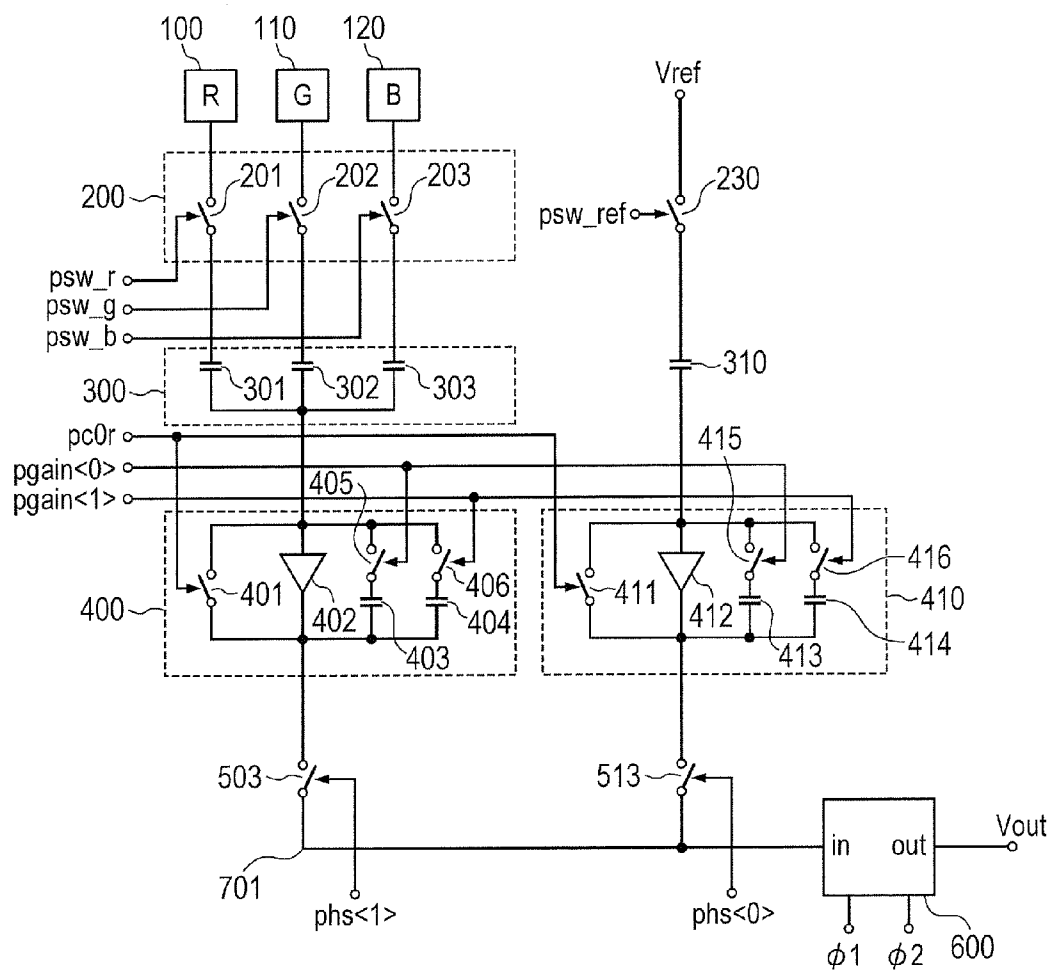 100 110 120
R G B
Vref
200 201 202 203
230
psw_ref
psw_r
psw_g
psw_b
300 301 302 303
310
pc0r
pgain<0>
pgain<1>
405 415
400 401 402 403 404 406
411 412 413 414 416 410
503 513
701
phs<1> phs<0>
in out Vout
ϕ1 ϕ2 600